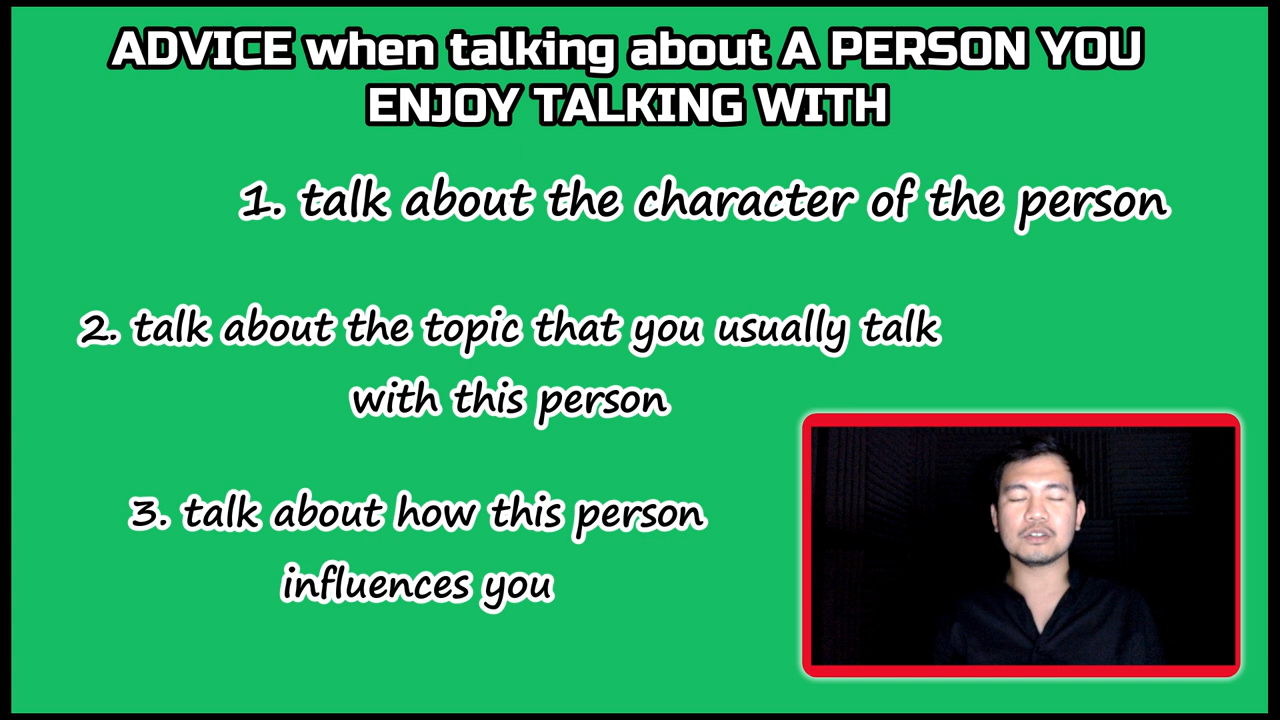 ADVICE when talking about A PERSON YOU
ENJOY TALKING WITH
1. talk about the character of the person
2. talk about the topic that you usually talk
with this person
3. talk about how this person
influences you